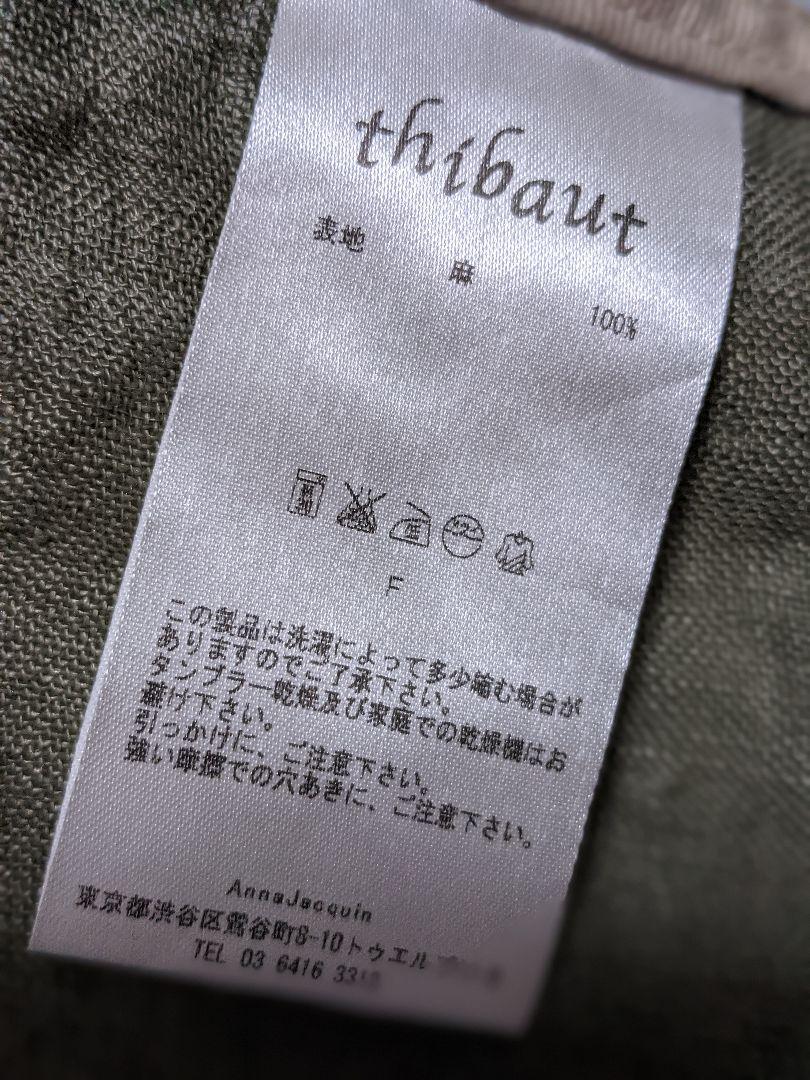 thibaut
表地 麻 100%
F
この製品は洗濯によって多少縮む場合が
ありますのでご了承下さい。
タンブラー乾燥及び家庭での乾燥機はお
避け下さい。
引っかけに、ご注意下さい。
強い摩擦での穴あきに、ご注意下さい。
AnnaJacquin
東京都渋谷区鶯谷町8-10トゥエル
TEL 03 6416